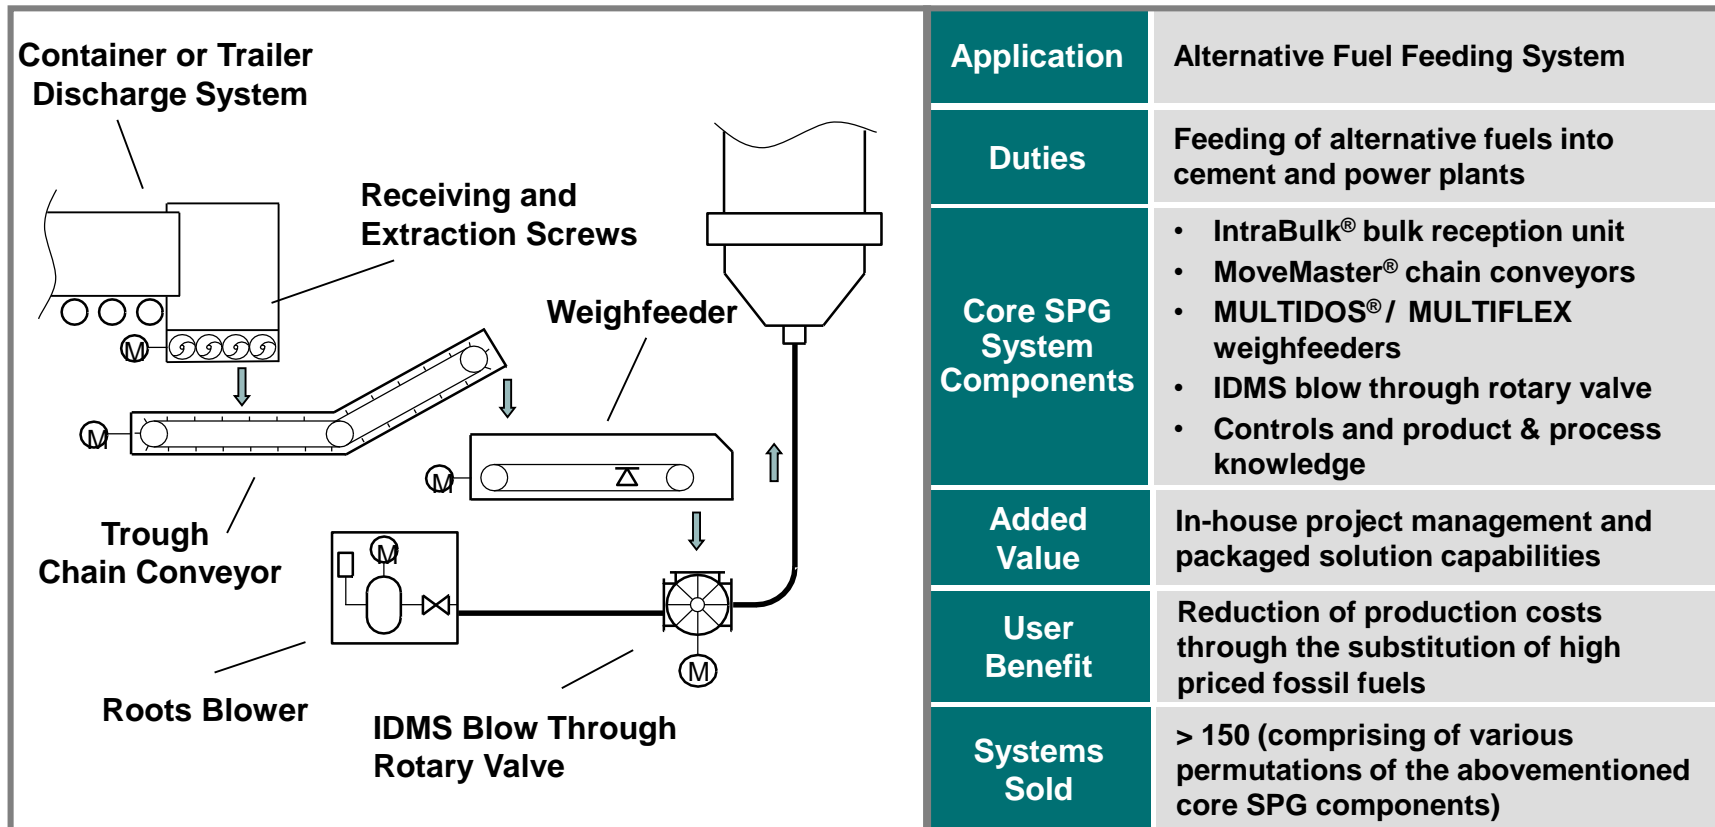 Container or Trailer
Discharge System
Receiving and
Extraction Screws
Weighfeeder
M
M
M
Trough
Chain Conveyor
M
M
Roots Blower
IDMS Blow Through
Rotary Valve
Application
Alternative Fuel Feeding System
Duties
Feeding of alternative fuels into
cement and power plants
Core SPG
System
Components
• IntraBulk® bulk reception unit
• MoveMaster® chain conveyors
• MULTIDOS® / MULTIFLEX
weighfeeders
• IDMS blow through rotary valve
• Controls and product & process
knowledge
Added
Value
In-house project management and
packaged solution capabilities
User
Benefit
Reduction of production costs
through the substitution of high
priced fossil fuels
Systems
Sold
> 150 (comprising of various
permutations of the abovementioned
core SPG components)